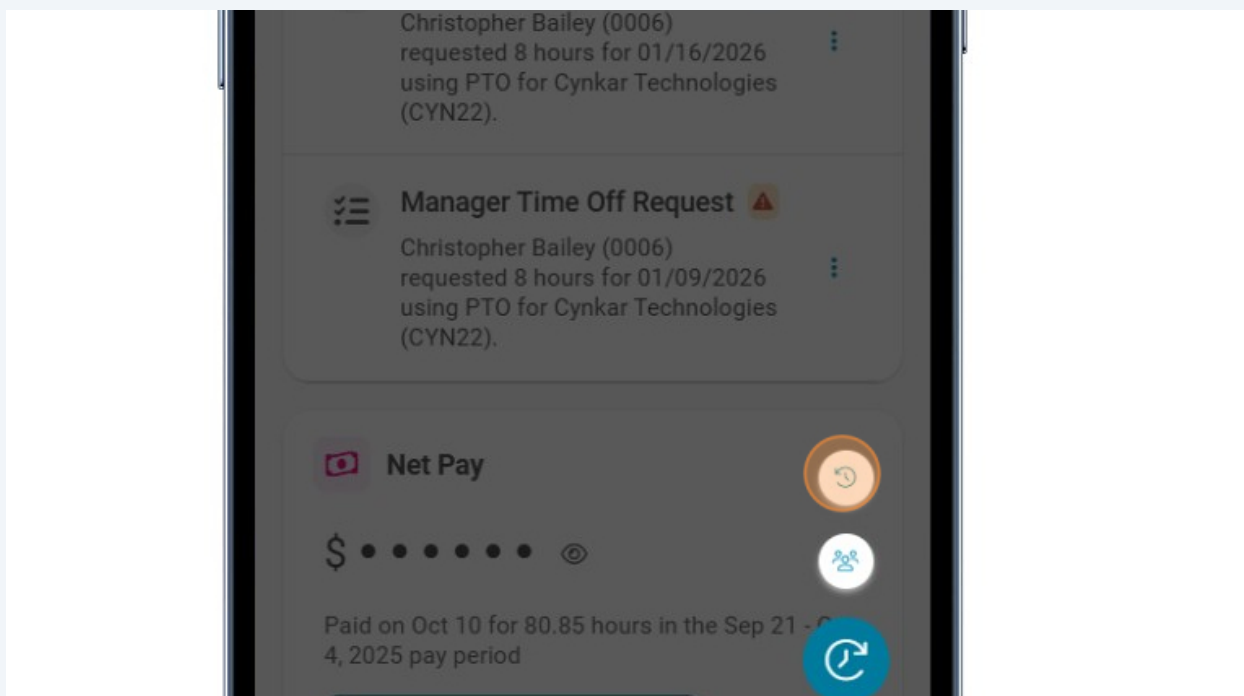 Christopher Bailey (0006)
requested 8 hours for 01/16/2026
using PTO for Cynkar Technologies
(CYN22).
Manager Time Off Request
Christopher Bailey (0006)
requested 8 hours for 01/09/2026
using PTO for Cynkar Technologies
(CYN22).
Net Pay
$ • • • • • •
Paid on Oct 10 for 80.85 hours in the Sep 21 -
4, 2025 pay period